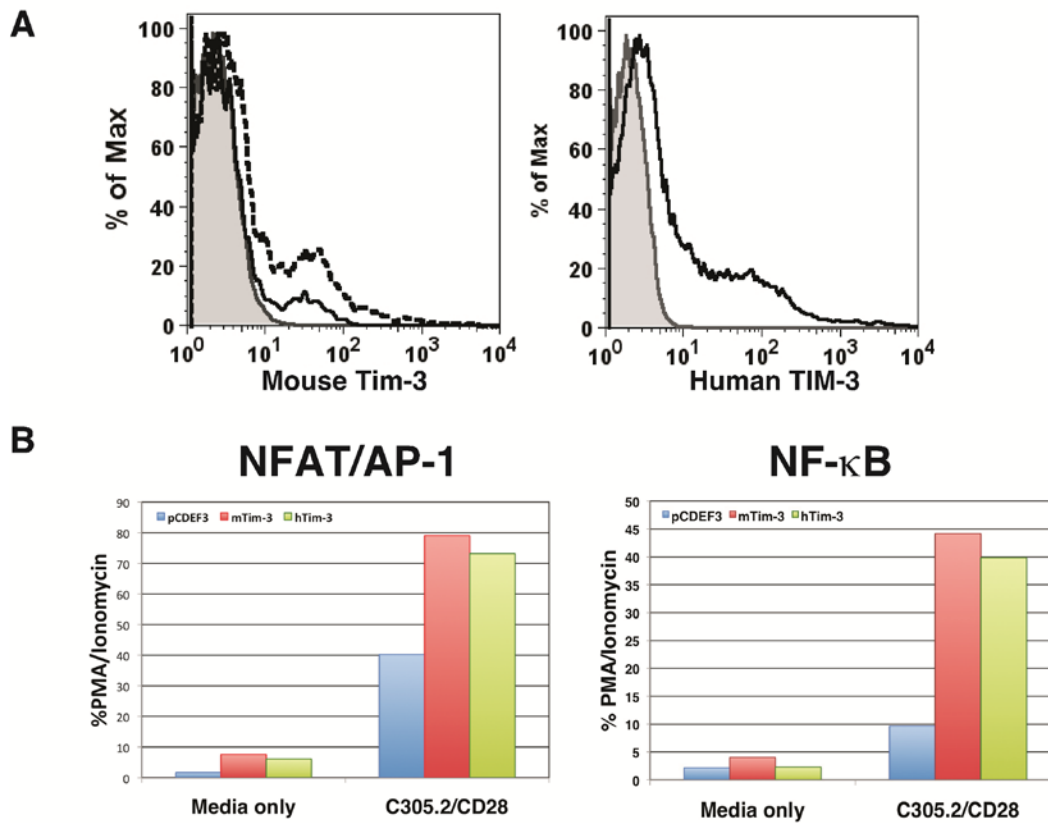 A
% of Max
100
80
60
40
20
0
10^0 10^1 10^2 10^3 10^4
Mouse Tim-3
% of Max
100
80
60
40
20
0
10^0 10^1 10^2 10^3 10^4
Human TIM-3
B
NFAT/AP-1
%PMA/Ionomycin
90
80
70
60
50
40
30
20
10
0
pCDEF3 mTim-3 hTim-3
Media only C305.2/CD28
NF-κB
% PMA/Ionomycin
50
45
40
35
30
25
20
15
10
5
0
pCDEF3 mTim-3 hTim-3
Media only C305.2/CD28